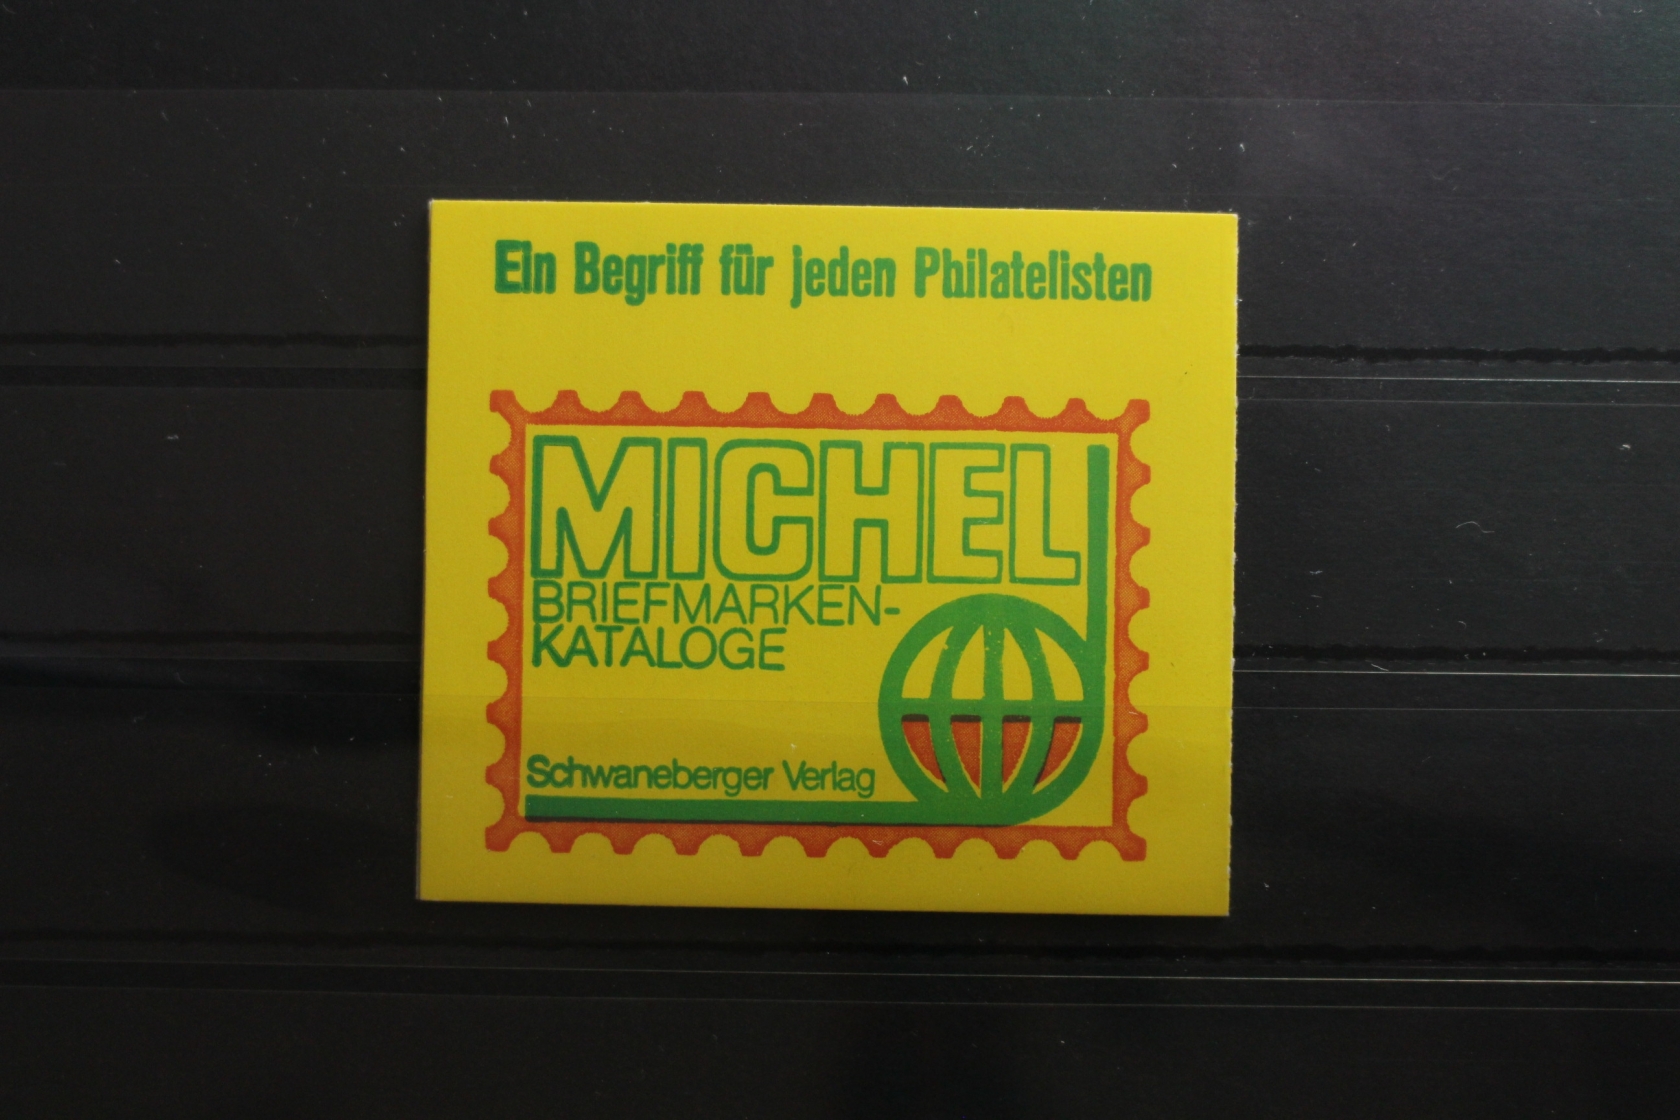 Ein Begriff für jeden Philatelisten
MICHEL
BRIEFMARKEN-
KATALOGE
Schwaneberger Verlag